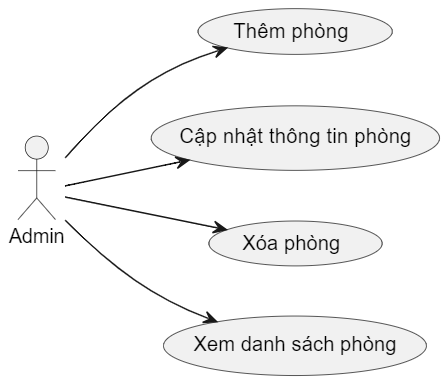 Thêm phòng
Cập nhật thông tin phòng
Admin
Xóa phòng
Xem danh sách phòng